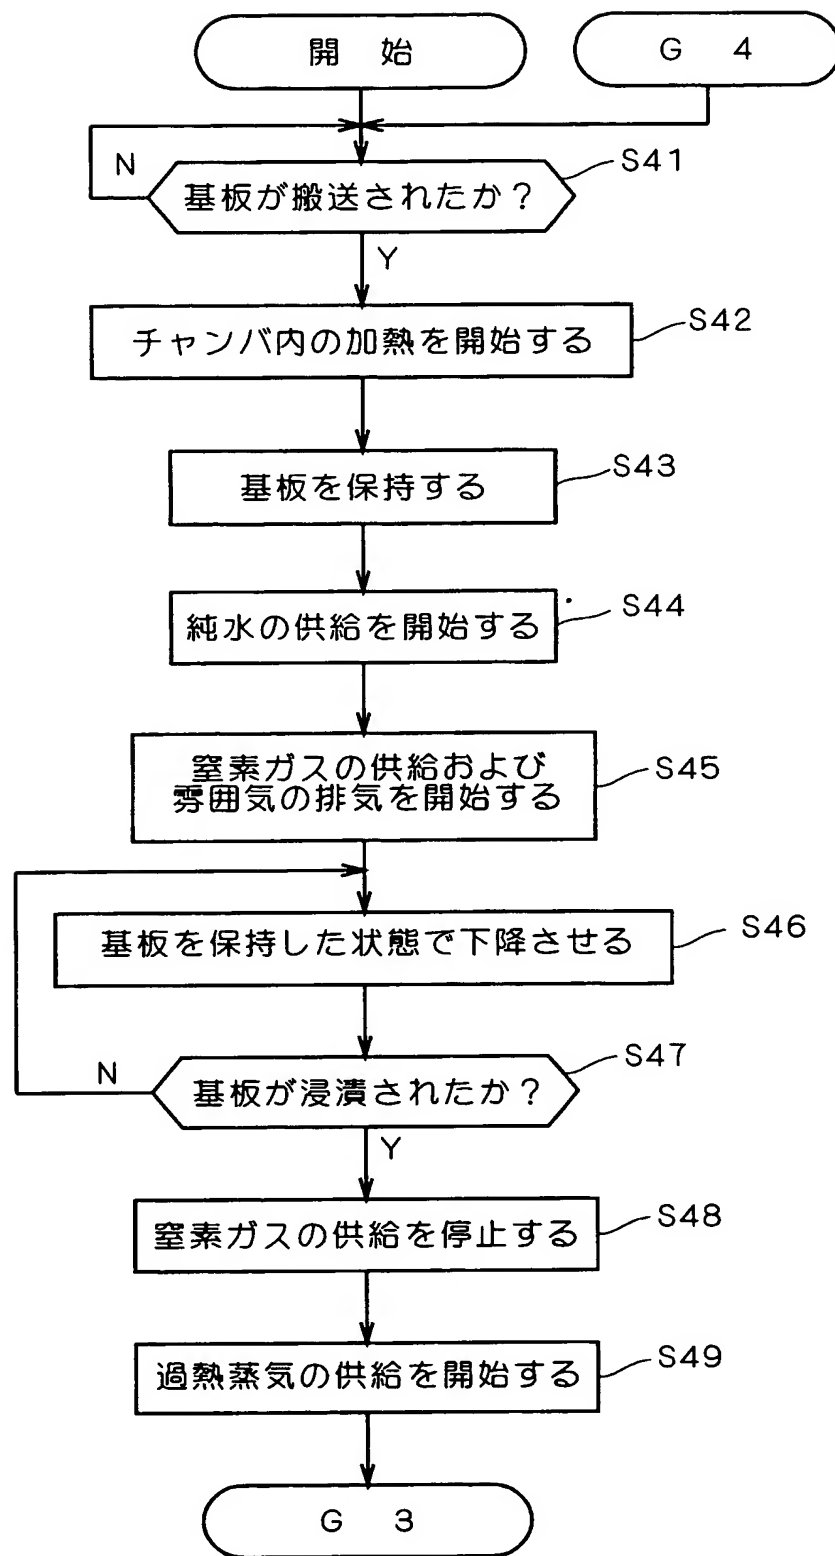 開 始
G 4
N
S41
基板が搬送されたか？
Y
S42
チャンバ内の加熱を開始する
S43
基板を保持する
S44
純水の供給を開始する
S45
窒素ガスの供給および
雰囲気の排気を開始する
S46
基板を保持した状態で下降させる
S47
N
基板が浸漬されたか？
Y
S48
窒素ガスの供給を停止する
S49
過熱蒸気の供給を開始する
G 3